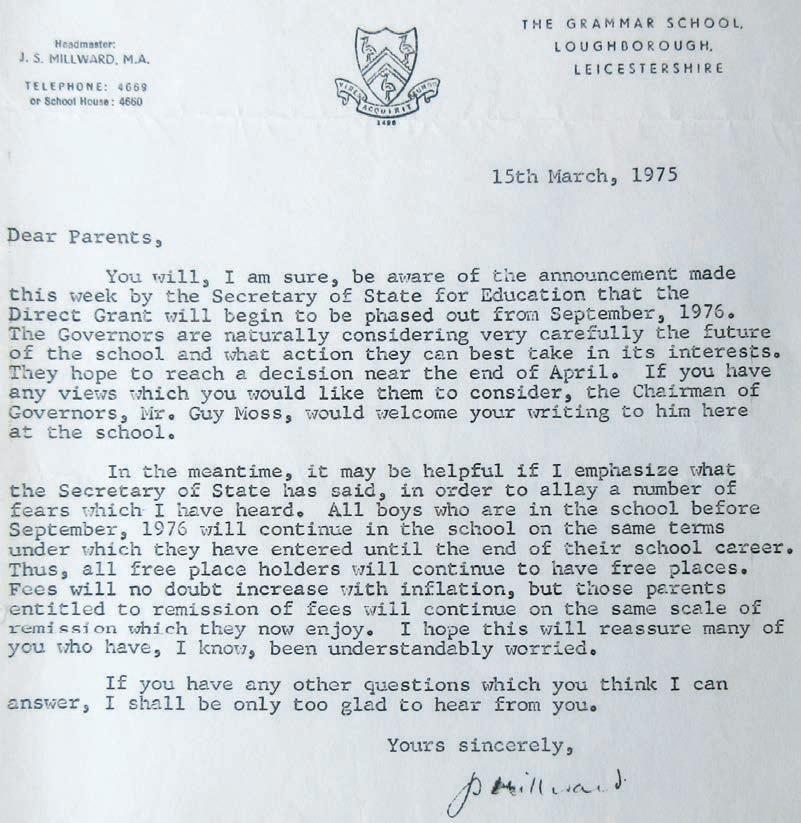 Headmaster:
J. S. MILLWARD, M.A.
TELEPHONE: 4669
or School House: 4660
VIRES ACQUIRIT EUNDO
1496
THE GRAMMAR SCHOOL,
LOUGHBOROUGH,
LEICESTERSHIRE
15th March, 1975
Dear Parents,
You will, I am sure, be aware of the announcement made
this week by the Secretary of State for Education that the
Direct Grant will begin to be phased out from September, 1976.
The Governors are naturally considering very carefully the future
of the school and what action they can best take in its interests.
They hope to reach a decision near the end of April. If you have
any views which you would like them to consider, the Chairman of
Governors, Mr. Guy Moss, would welcome your writing to him here
at the school.
In the meantime, it may be helpful if I emphasize what
the Secretary of State has said, in order to allay a number of
fears which I have heard. All boys who are in the school before
September, 1976 will continue in the school on the same terms
under which they have entered until the end of their school career.
Thus, all free place holders will continue to have free places.
Fees will no doubt increase with inflation, but those parents
entitled to remission of fees will continue on the same scale of
remission which they now enjoy. I hope this will reassure many of
you who have, I know, been understandably worried.
If you have any other questions which you think I can
answer, I shall be only too glad to hear from you.
Yours sincerely,
Millward